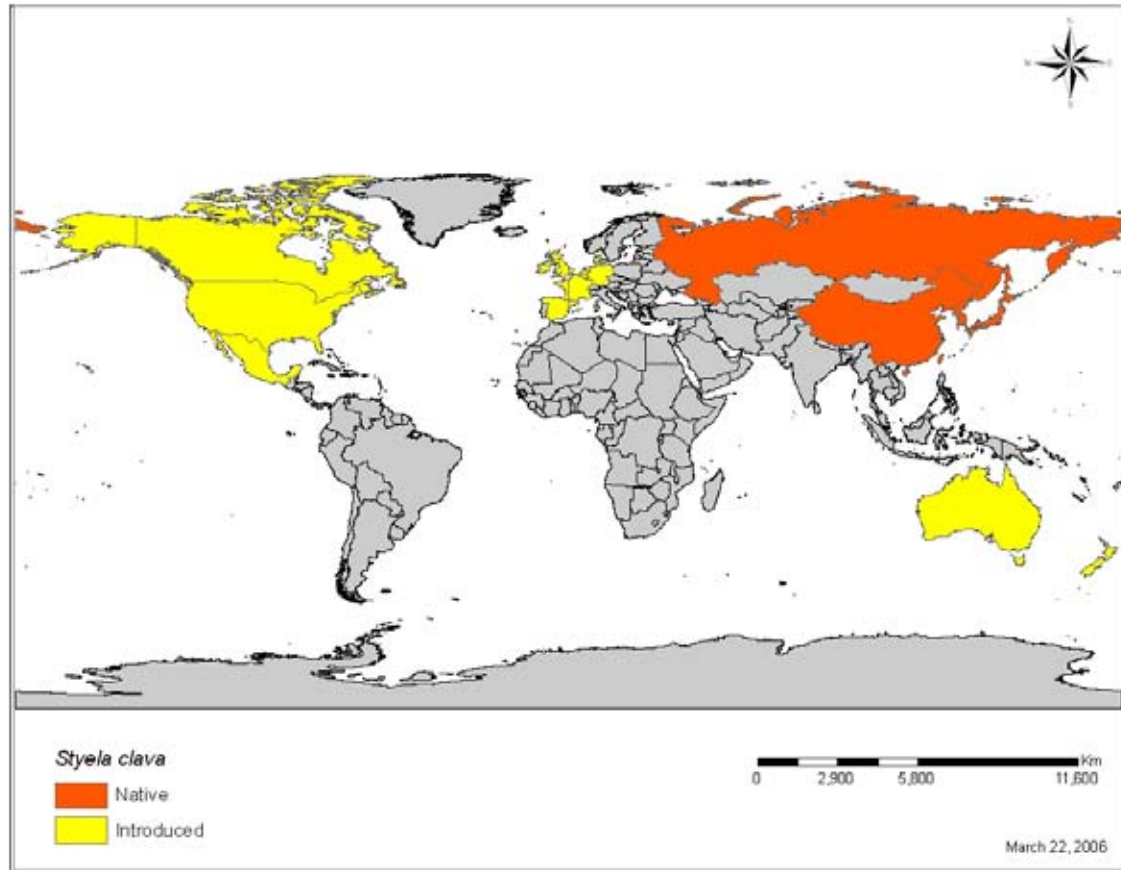 Styela clava
Native
Introduced
Km
0 2,900 5,800 11,600
March 22, 2006